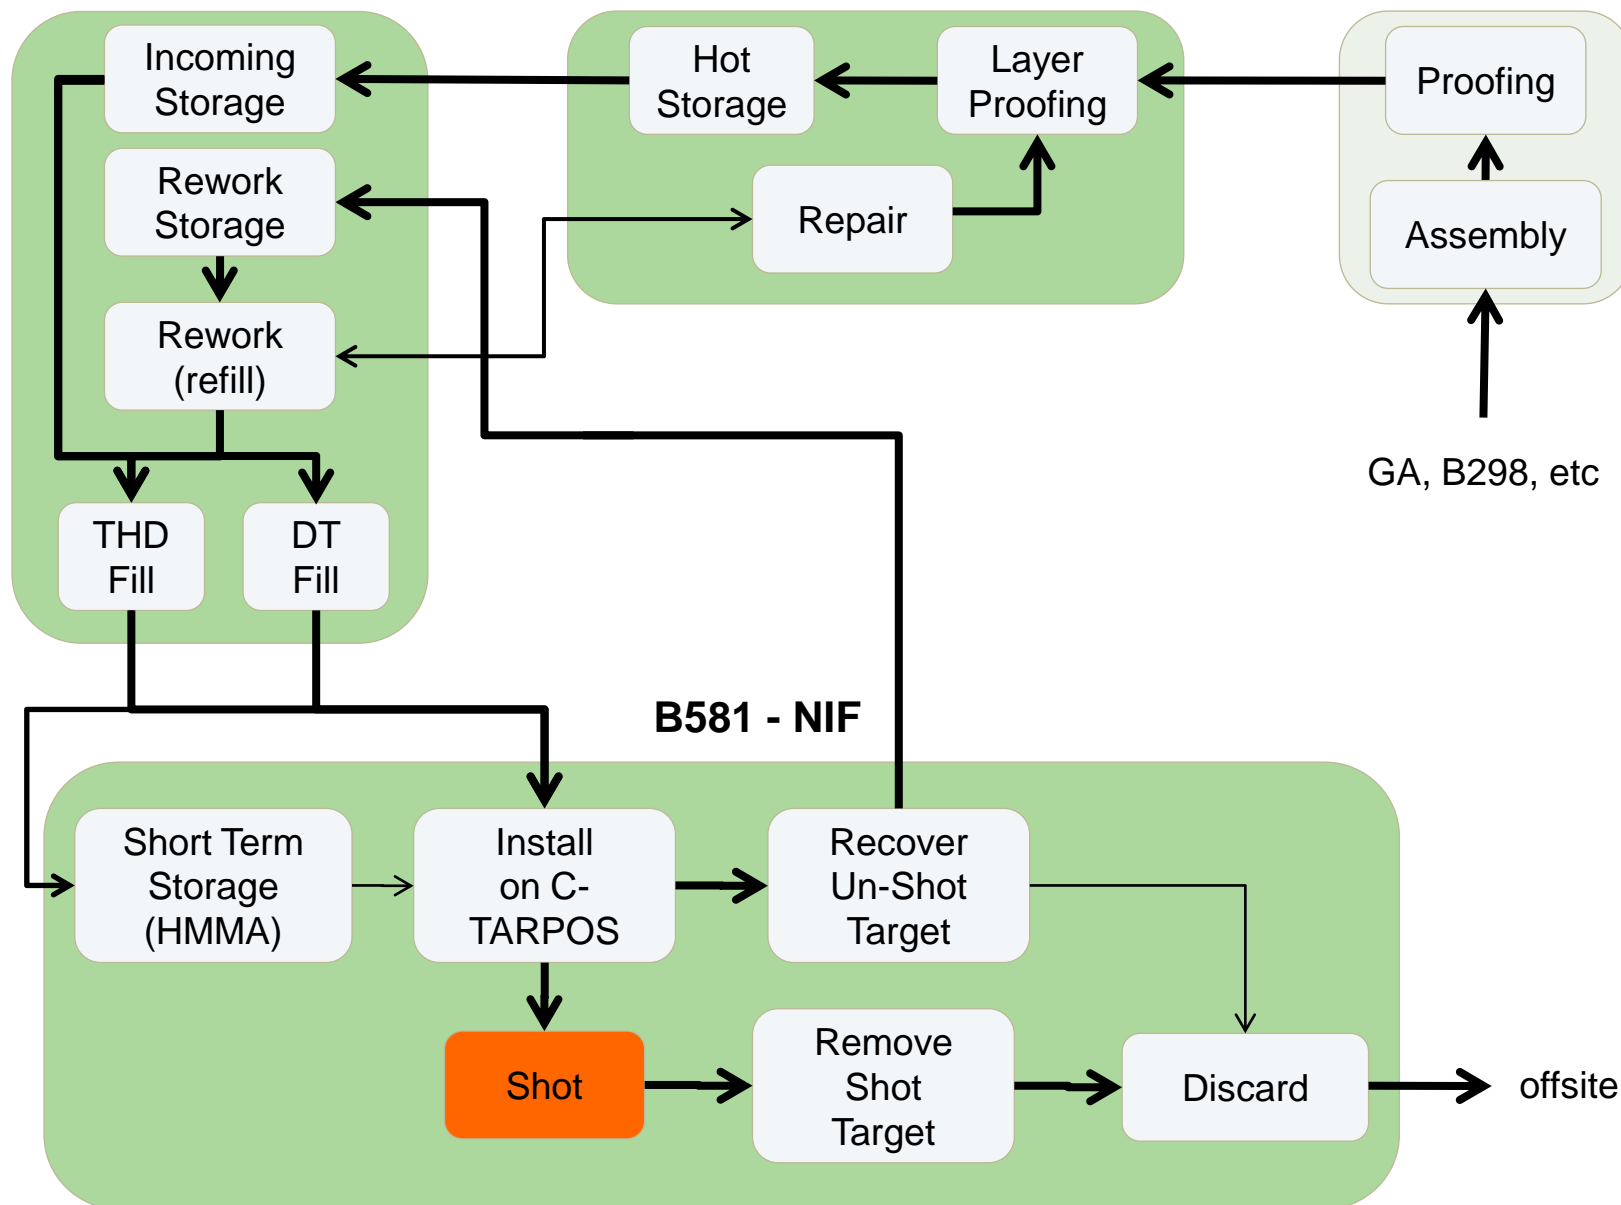 Incoming
Storage
Hot
Storage
Layer
Proofing
Proofing
Rework
Storage
Repair
Assembly
Rework
(refill)
GA, B298, etc
THD
Fill
DT
Fill
B581 - NIF
Short Term
Storage
(HMMA)
Install
on C-
TARPOS
Recover
Un-Shot
Target
Shot
Remove
Shot
Target
Discard
offsite